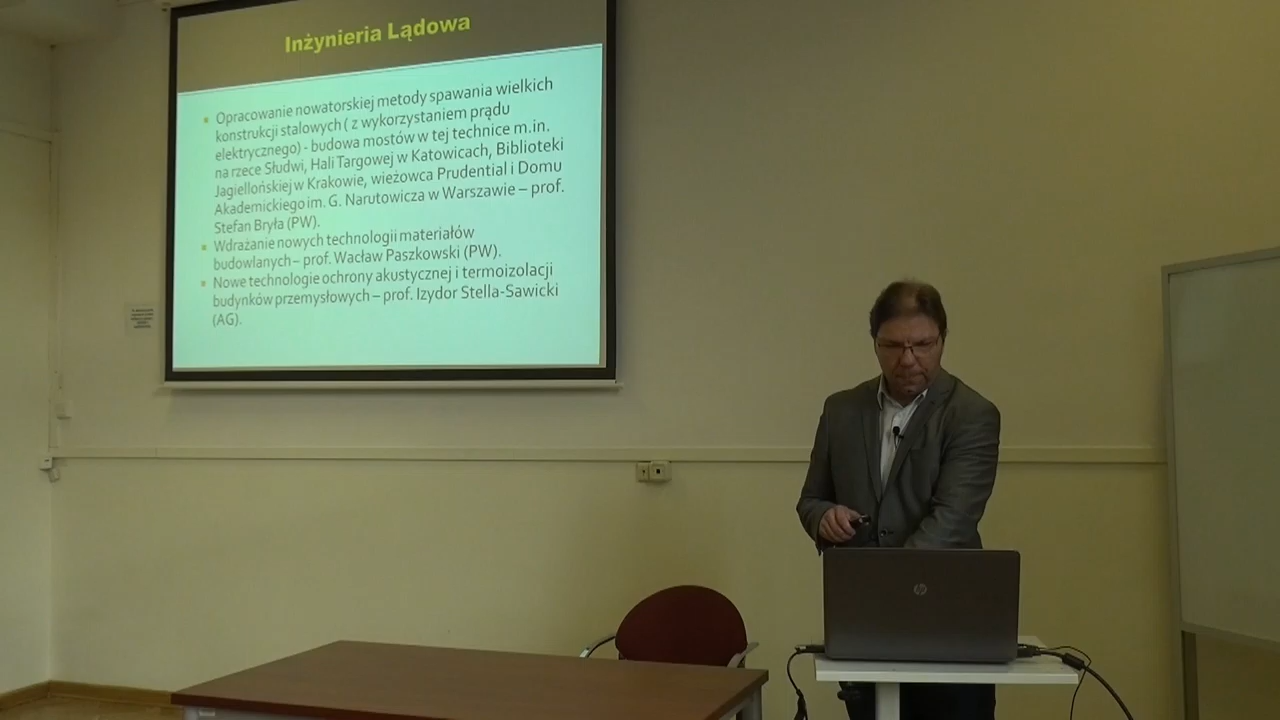 Inżynieria Lądowa
Opracowanie nowatorskiej metody spawania wielkich
konstrukcji stalowych ( z wykorzystaniem prądu
elektrycznego) - budowa mostów w tej technice m.in.
na rzece Słudwi, Hali Targowej w Katowicach, Biblioteki
Jagiellońskiej w Krakowie, wieżowca Prudential i Domu
Akademickiego im. G. Narutowicza w Warszawie – prof.
Stefan Bryła (PW).
Wdrażanie nowych technologii materiałów
budowlanych – prof. Wacław Paszkowski (PW).
Nowe technologie ochrony akustycznej i termoizolacji
budynków przemysłowych – prof. Izydor Stella-Sawicki
(AG).
hp